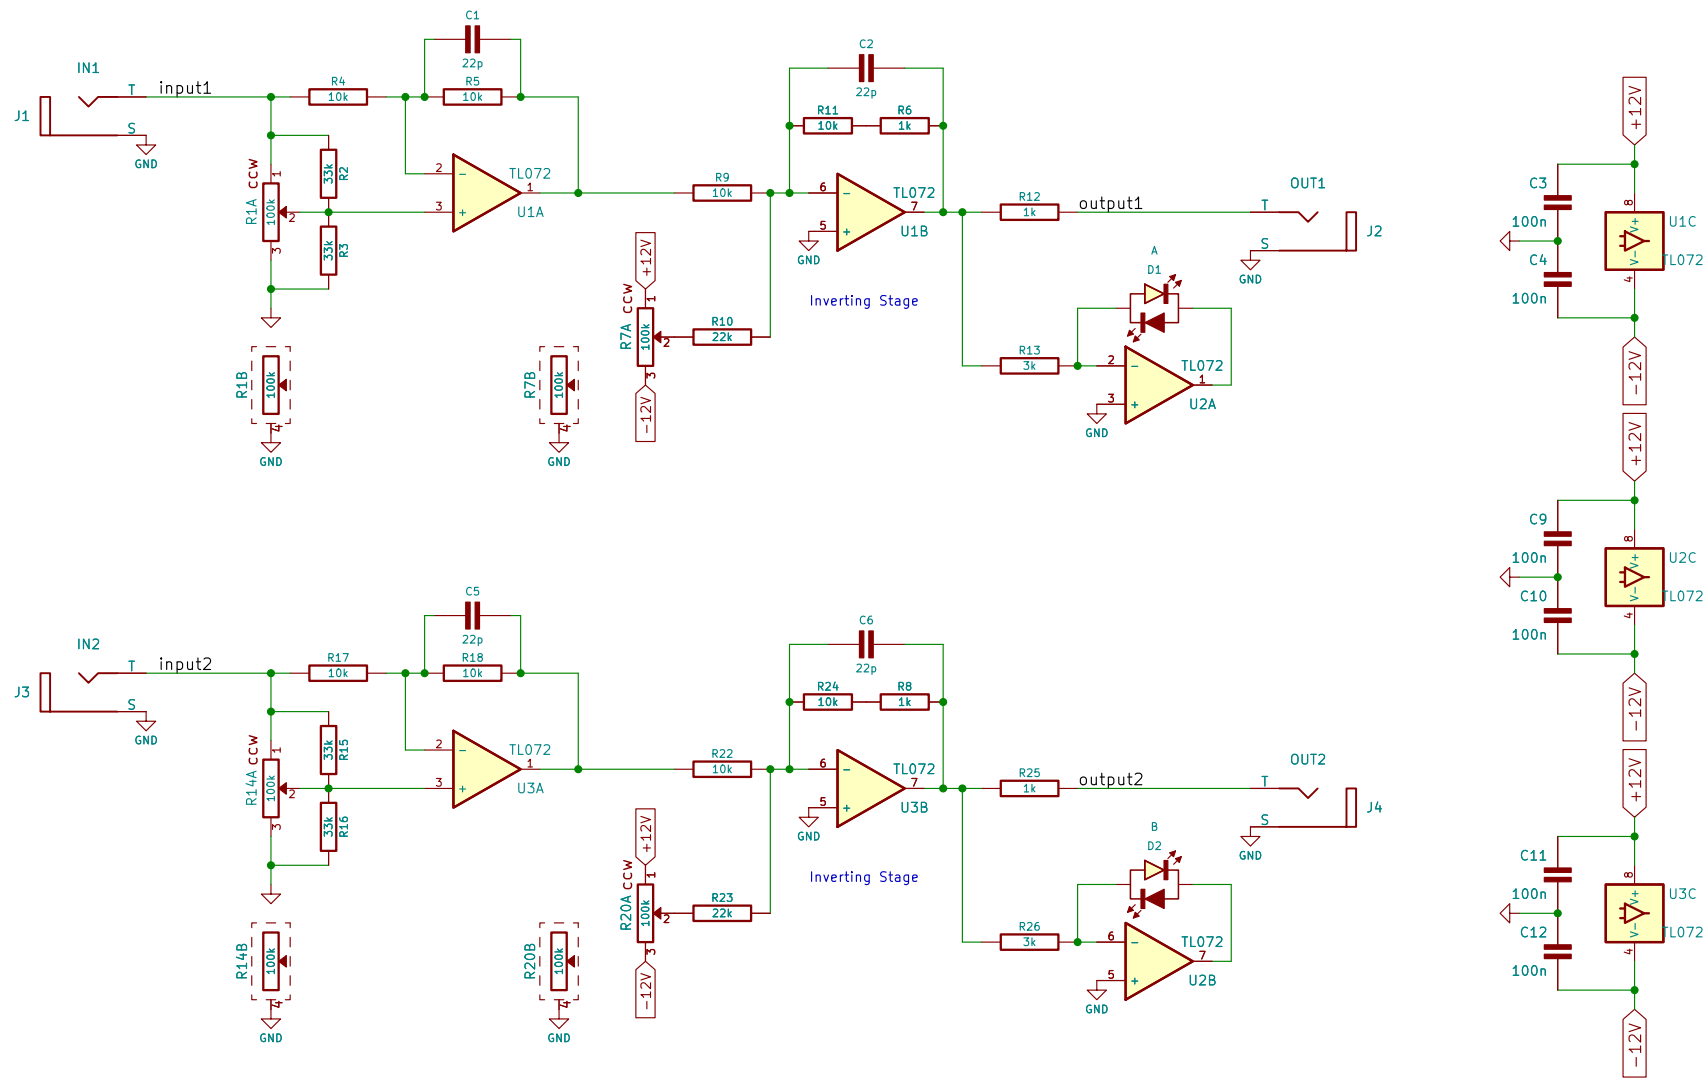 C1
22p
C2
22p
IN1
T
input1
R4
10k
R5
10k
J1
S
GND
R11
10k
R6
1k
+12V
CCW
1
R1A
100k
2
3
33k
R2
33k
R3
2
−
3
+
TL072
1
U1A
R9
10k
6
−
5
+
GND
TL072
7
U1B
R12
1k
output1
OUT1
T
S
J2
GND
C3
100n
C4
100n
8
V+
V-
4
U1C
TL072
+12V
CCW
1
R7A
100k
2
3
-12V
R10
22k
Inverting Stage
A
D1
R13
3k
2
−
3
+
GND
TL072
1
U2A
-12V
R1B
100k
4
GND
R7B
100k
4
GND
+12V
C9
100n
C10
100n
8
V+
V-
4
U2C
TL072
-12V
C5
22p
C6
22p
IN2
T
input2
R17
10k
R18
10k
J3
S
GND
R24
10k
R8
1k
CCW
1
R14A
100k
2
3
33k
R15
33k
R16
2
−
3
+
TL072
1
U3A
R22
10k
6
−
5
+
GND
TL072
7
U3B
R25
1k
output2
OUT2
T
S
J4
GND
+12V
C11
100n
C12
100n
8
V+
V-
4
U3C
TL072
-12V
+12V
CCW
1
R20A
100k
2
3
-12V
R23
22k
Inverting Stage
B
D2
R26
3k
6
−
5
+
GND
TL072
7
U2B
R14B
100k
4
GND
R20B
100k
4
GND